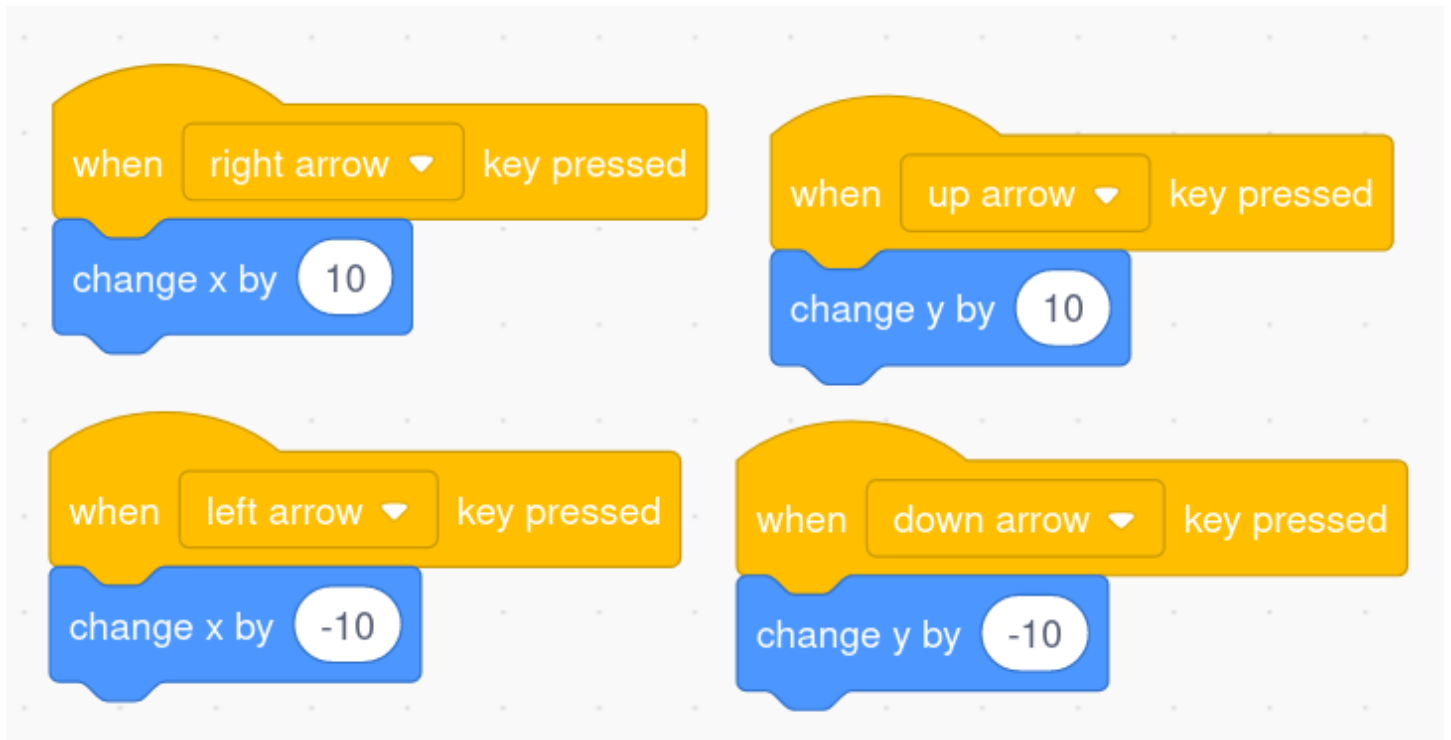 when right arrow key pressed
change x by 10
when up arrow key pressed
change y by 10
when left arrow key pressed
change x by -10
when down arrow key pressed
change y by -10